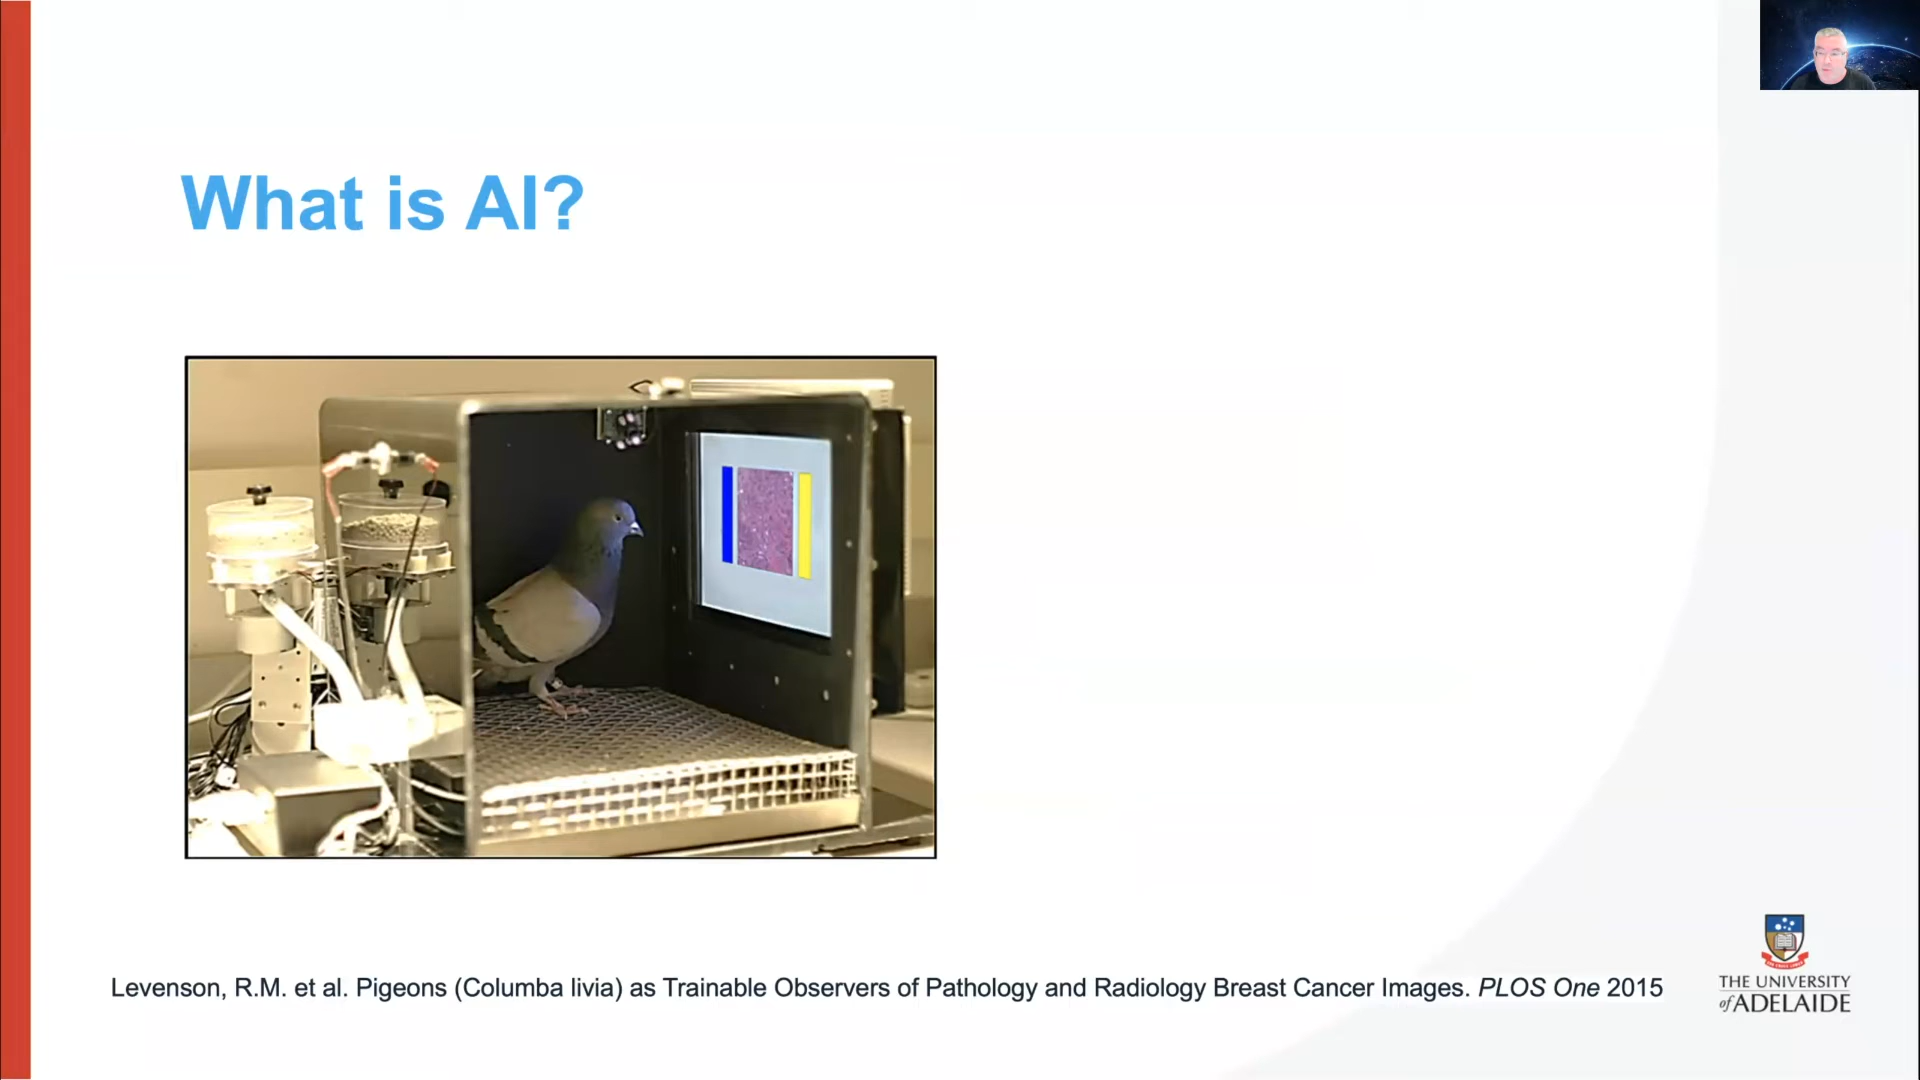 What is AI?
Levenson, R.M. et al. Pigeons (Columba livia) as Trainable Observers of Pathology and Radiology Breast Cancer Images. PLOS One 2015
THE UNIVERSITY
of ADELAIDE